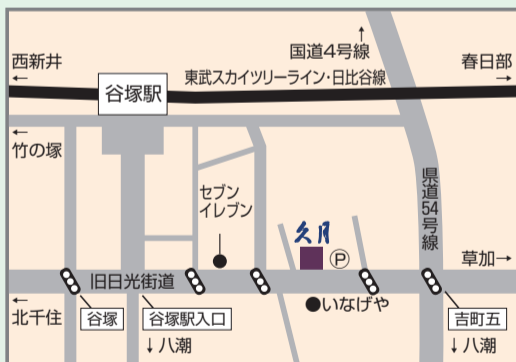 国道4号線
西新井
東武スカイツリーライン・日比谷線
春日部
谷塚駅
竹の塚
セブン
イレブン
久月
P
県道54号線
草加
旧日光街道
北千住
谷塚
谷塚駅入口
いなげや
吉町五
八潮
八潮